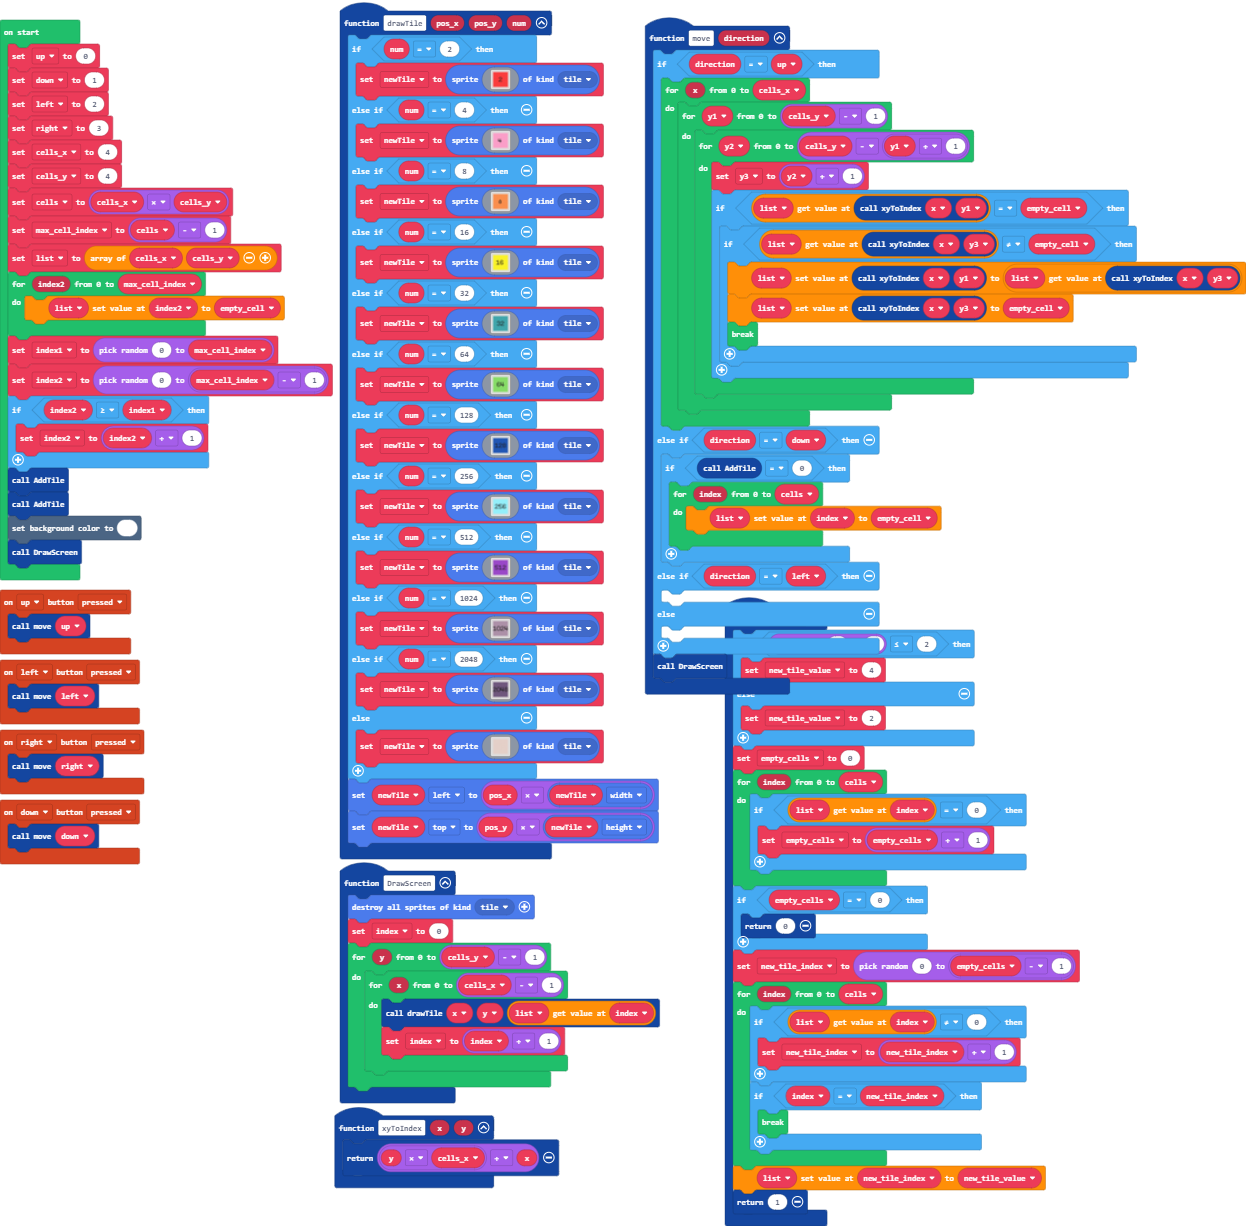 on start
set up to 0
set down to 1
set left to 2
set right to 3
set cells_x to 4
set cells_y to 4
set cells to cells_x × cells_y
set max_cell_index to cells - 1
set list to array of cells_x cells_y
for index2 from 0 to max_cell_index
do
list set value at index2 to empty_cell
set index1 to pick random 0 to max_cell_index
set index2 to pick random 0 to max_cell_index - 1
if index2 ≥ index1 then
set index2 to index2 + 1
call AddTile
call AddTile
set background color to
call DrawScreen
on up button pressed
call move up
on left button pressed
call move left
on right button pressed
call move right
on down button pressed
call move down
function drawTile pos_x pos_y num
if num = 2 then
set newTile to sprite 2 of kind tile
else if num = 4 then
set newTile to sprite 4 of kind tile
else if num = 8 then
set newTile to sprite 8 of kind tile
else if num = 16 then
set newTile to sprite 16 of kind tile
else if num = 32 then
set newTile to sprite 32 of kind tile
else if num = 64 then
set newTile to sprite 64 of kind tile
else if num = 128 then
set newTile to sprite 128 of kind tile
else if num = 256 then
set newTile to sprite 256 of kind tile
else if num = 512 then
set newTile to sprite 512 of kind tile
else if num = 1024 then
set newTile to sprite 1024 of kind tile
else if num = 2048 then
set newTile to sprite 2048 of kind tile
else
set newTile to sprite of kind tile
set newTile left to pos_x × newTile width
set newTile top to pos_y × newTile height
function DrawScreen
destroy all sprites of kind tile
set index to 0
for y from 0 to cells_y - 1
do
for x from 0 to cells_x - 1
do
call drawTile x y list get value at index
set index to index + 1
function xyToIndex x y
return y × cells_x + x
function move direction
if direction = up then
for x from 0 to cells_x
do
for y1 from 0 to cells_y - 1
do
for y2 from 0 to cells_y - y1 + 1
do
set y3 to y2 + 1
if list get value at call xyToIndex x y1 = empty_cell then
if list get value at call xyToIndex x y3 ≠ empty_cell then
list set value at call xyToIndex x y1 to list get value at call xyToIndex x y3
list set value at call xyToIndex x y3 to empty_cell
break
else if direction = down then
if call AddTile = 0 then
for index from 0 to cells
do
list set value at index to empty_cell
else if direction = left then
else
call DrawScreen
≤ 2 then
set new_tile_value to 4
else
set new_tile_value to 2
set empty_cells to 0
for index from 0 to cells
do
if list get value at index = 0 then
set empty_cells to empty_cells + 1
if empty_cells = 0 then
return 0
set new_tile_index to pick random 0 to empty_cells - 1
for index from 0 to cells
do
if list get value at index ≠ 0 then
set new_tile_index to new_tile_index + 1
if index = new_tile_index then
break
list set value at new_tile_index to new_tile_value
return 1